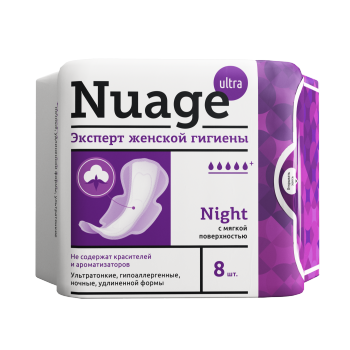 Nuage
ultra
Эксперт женской гигиены
+
Night
с мягкой
поверхностью
Не содержат красителей
и ароматизаторов
Ультратонкие, гипоаллергенные,
ночные, удлиненной формы
8 шт.